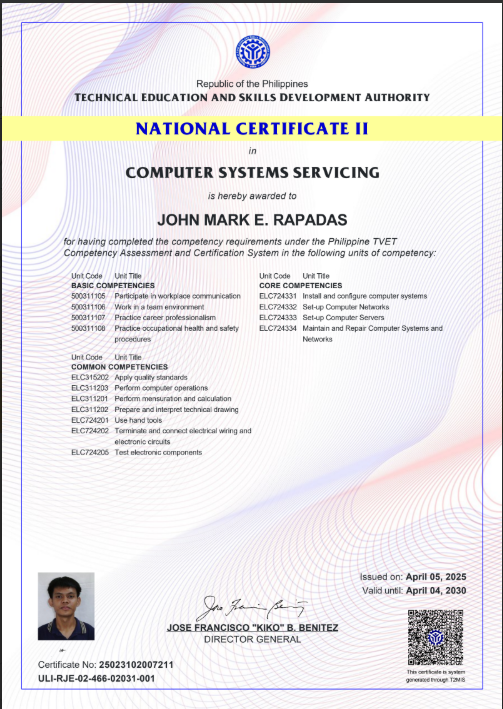 Republic of the Philippines
TECHNICAL EDUCATION AND SKILLS DEVELOPMENT AUTHORITY
NATIONAL CERTIFICATE II
in
COMPUTER SYSTEMS SERVICING
is hereby awarded to
JOHN MARK E. RAPADAS
for having completed the competency requirements under the Philippine TVET
Competency Assessment and Certification System in the following units of competency:
Unit Code Unit Title
BASIC COMPETENCIES
500311105 Participate in workplace communication
500311106 Work in a team environment
500311107 Practice career professionalism
500311108 Practice occupational health and safety
procedures
Unit Code Unit Title
COMMON COMPETENCIES
ELC315202 Apply quality standards
ELC311203 Perform computer operations
ELC311201 Perform mensuration and calculation
ELC311202 Prepare and interpret technical drawing
ELC724201 Use hand tools
ELC724202 Terminate and connect electrical wiring and
electronic circuits
ELC724205 Test electronic components
Unit Code Unit Title
CORE COMPETENCIES
ELC724331 Install and configure computer systems
ELC724332 Set-up Computer Networks
ELC724333 Set-up Computer Servers
ELC724334 Maintain and Repair Computer Systems and
Networks
Issued on: April 05, 2025
Valid until: April 04, 2030
JOSE FRANCISCO "KIKO" B. BENITEZ
DIRECTOR GENERAL
Certificate No: 25023102007211
ULI-RJE-02-466-02031-001
This certificate is system
generated through T2MIS